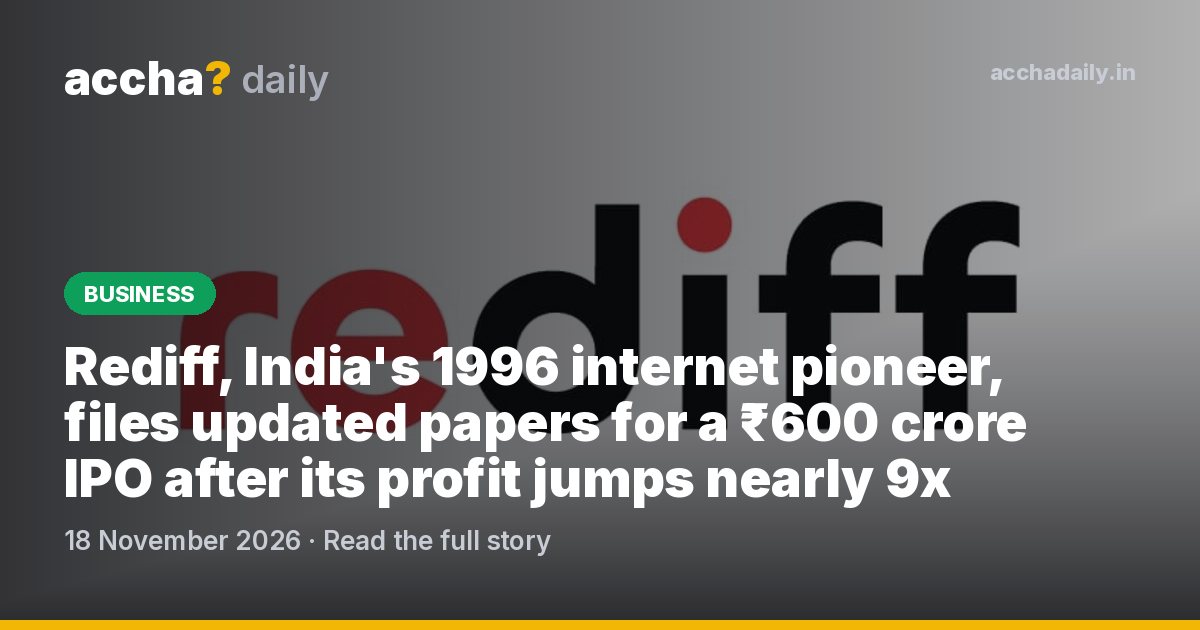 accha? daily
acchadaily.in
rediff
BUSINESS
Rediff, India's 1996 internet pioneer,
files updated papers for a ₹600 crore
IPO after its profit jumps nearly 9x
18 November 2026 · Read the full story